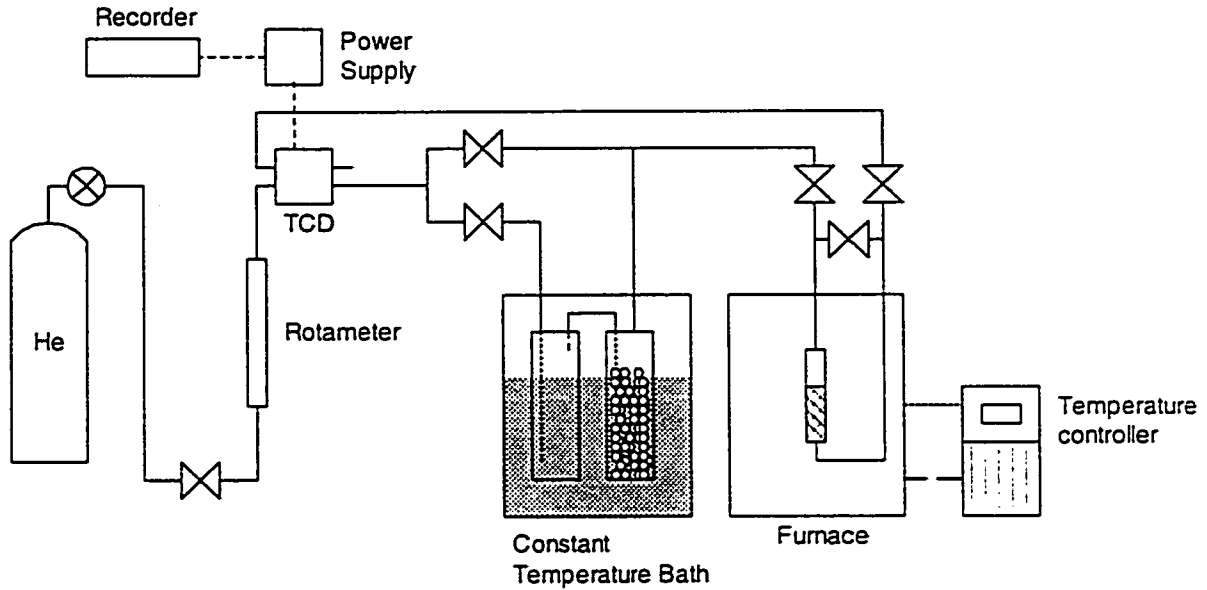 Recorder
Power
Supply
TCD
He
Rotameter
Temperature
controller
Furnace
Constant
Temperature Bath